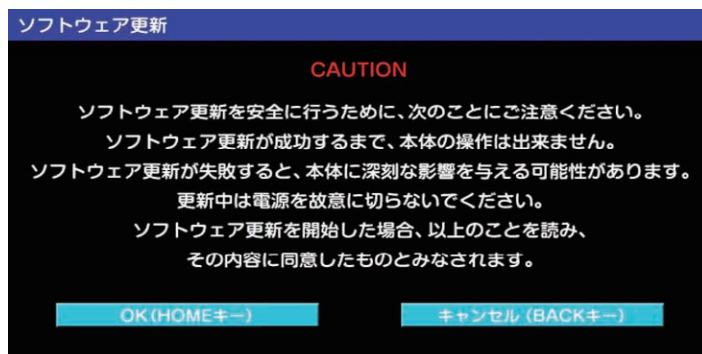 ソフトウェア更新
CAUTION
ソフトウェア更新を安全に行うために、次のことにご注意ください。
ソフトウェア更新が成功するまで、本体の操作は出来ません。
ソフトウェア更新が失敗すると、本体に深刻な影響を与える可能性があります。
更新中は電源を故意に切らないでください。
ソフトウェア更新を開始した場合、以上のことを読み、
その内容に同意したものとみなされます。
OK(HOMEキー)
キャンセル(BACKキー)